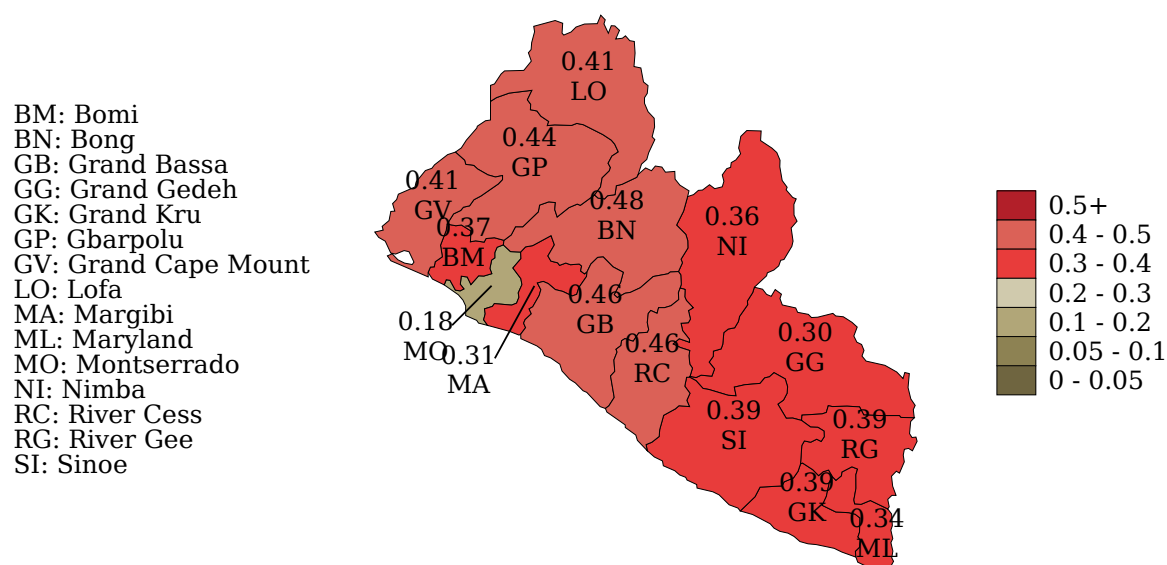 BM: Bomi
BN: Bong
GB: Grand Bassa
GG: Grand Gedeh
GK: Grand Kru
GP: Gbarpolu
GV: Grand Cape Mount
LO: Lofa
MA: Margibi
ML: Maryland
MO: Montserrado
NI: Nimba
RC: River Cess
RG: River Gee
SI: Sinoe
0.41
LO
0.44
GP
0.41
GV
0.48
BN
0.37
BM
0.36
NI
0.46
GB
0.18
MO
0.31
MA
0.46
RC
0.30
GG
0.39
SI
0.39
RG
0.39
GK
0.34
ML
0.5+
0.4 - 0.5
0.3 - 0.4
0.2 - 0.3
0.1 - 0.2
0.05 - 0.1
0 - 0.05